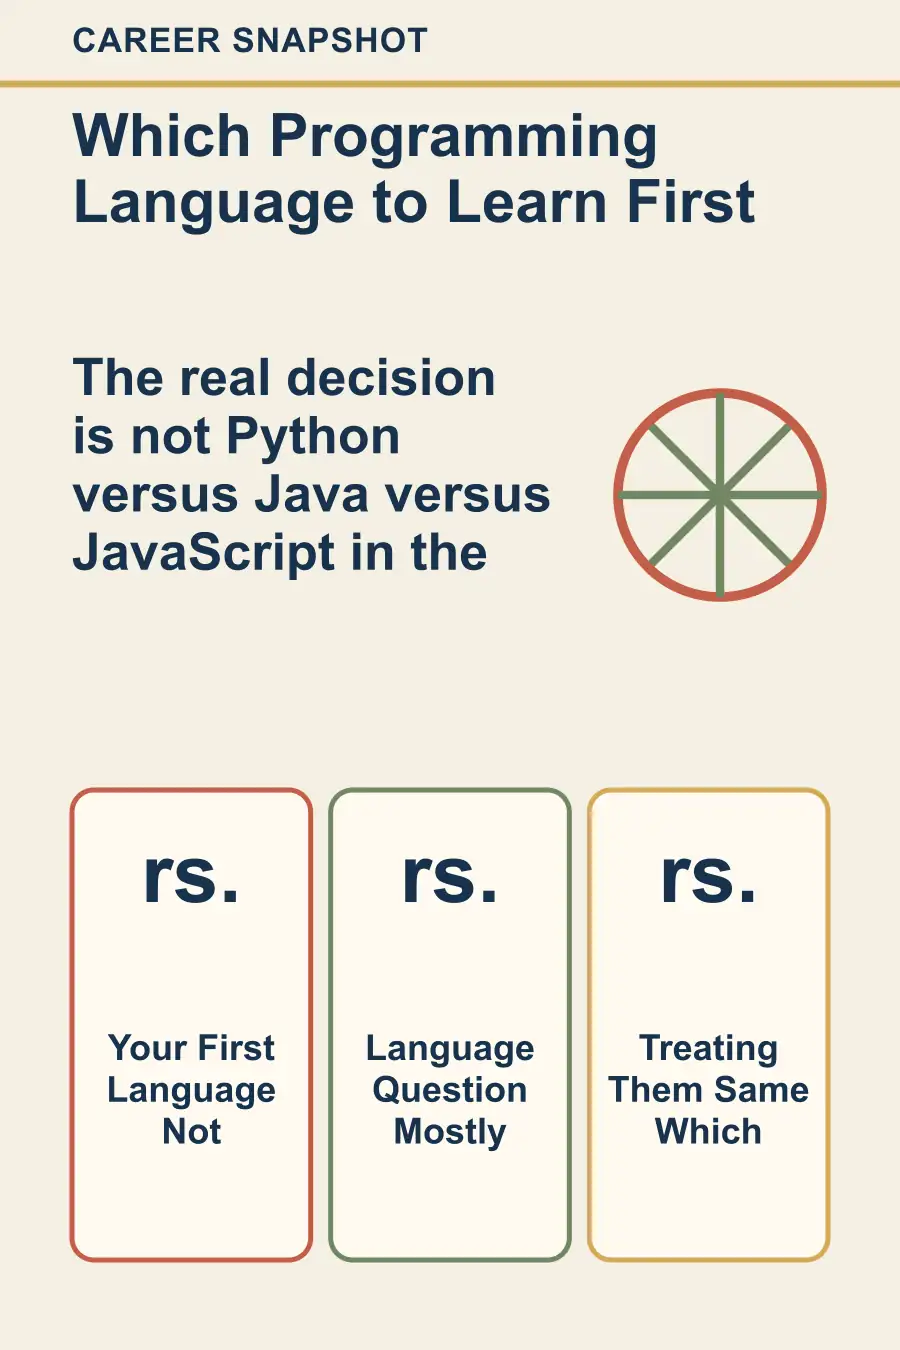 CAREER SNAPSHOT
Which Programming
Language to Learn First
The real decision
is not Python
versus Java versus
JavaScript in the
rs.
Your First
Language
Not
rs.
Language
Question
Mostly
rs.
Treating
Them Same
Which